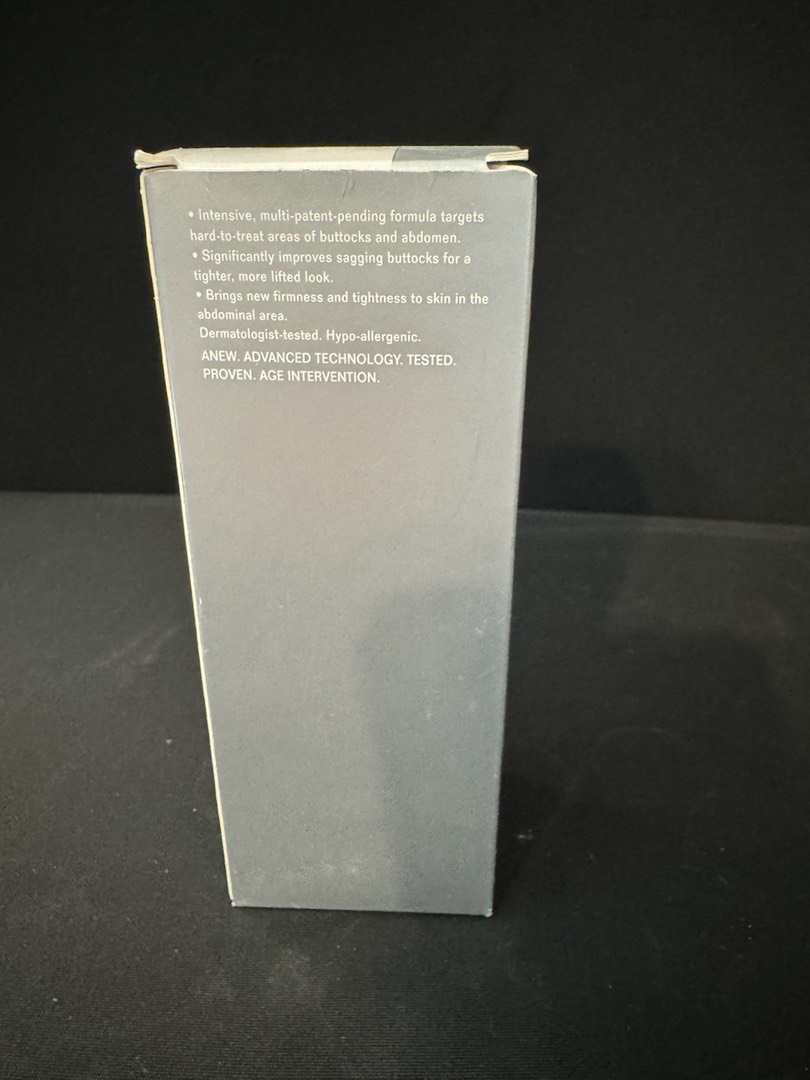 • Intensive, multi-patent-pending formula targets
hard-to-treat areas of buttocks and abdomen.
• Significantly improves sagging buttocks for a
tighter, more lifted look.
• Brings new firmness and tightness to skin in the
abdominal area.
Dermatologist-tested. Hypo-allergenic.
ANEW. ADVANCED TECHNOLOGY. TESTED.
PROVEN. AGE INTERVENTION.